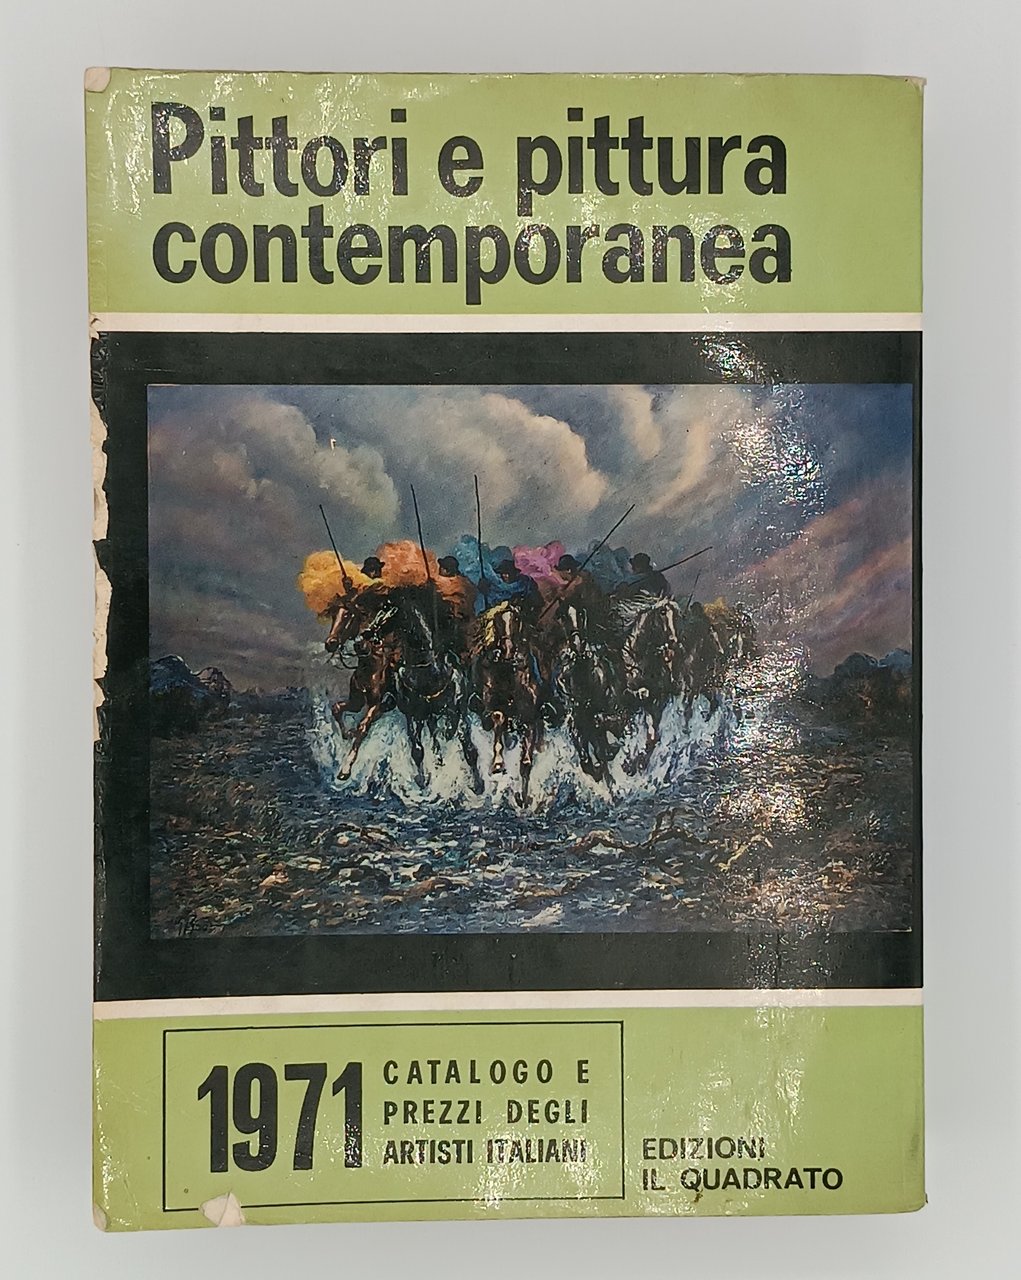 Pittori e pittura
contemporanea
1971
CATALOGO E
PREZZI DEGLI
ARTISTI ITALIANI
EDIZIONI
IL QUADRATO